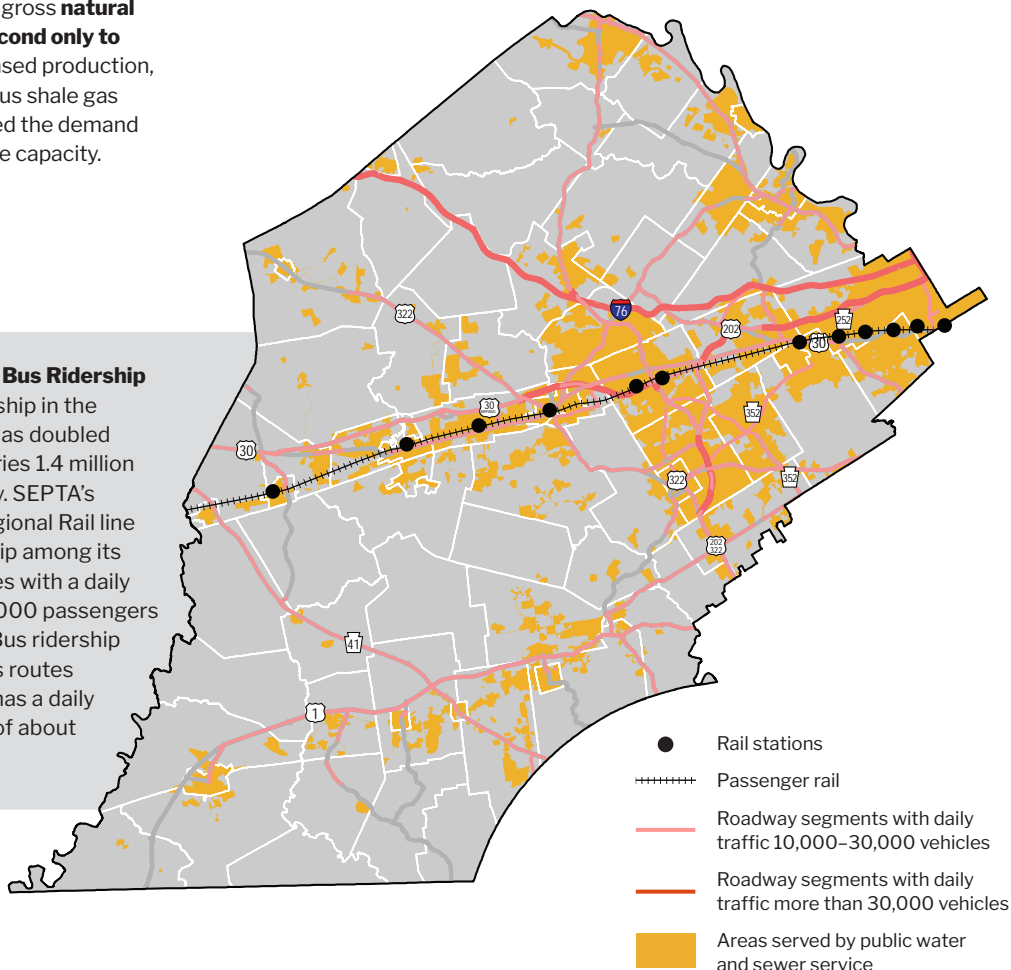 gross natural
cond only to
ased production,
us shale gas
ed the demand
e capacity.
Bus Ridership
ship in the
as doubled
ries 1.4 million
y. SEPTA's
gional Rail line
ip among its
es with a daily
000 passengers
Bus ridership
s routes
has a daily
of about
76
322
202
252
30
30
352
30
322
352
202
322
41
1
Rail stations
Passenger rail
Roadway segments with daily
traffic 10,000–30,000 vehicles
Roadway segments with daily
traffic more than 30,000 vehicles
Areas served by public water
and sewer service